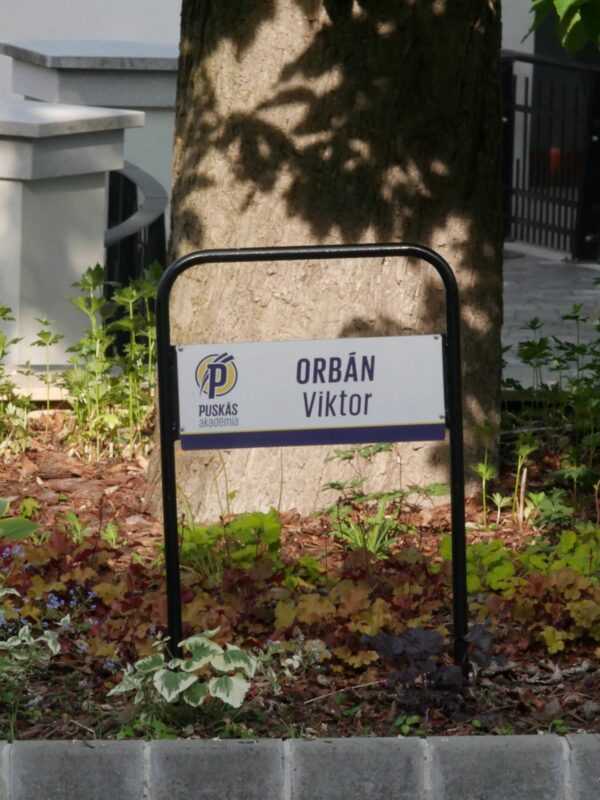 P
PUSKÁS
akadémia
ORBÁN
Viktor